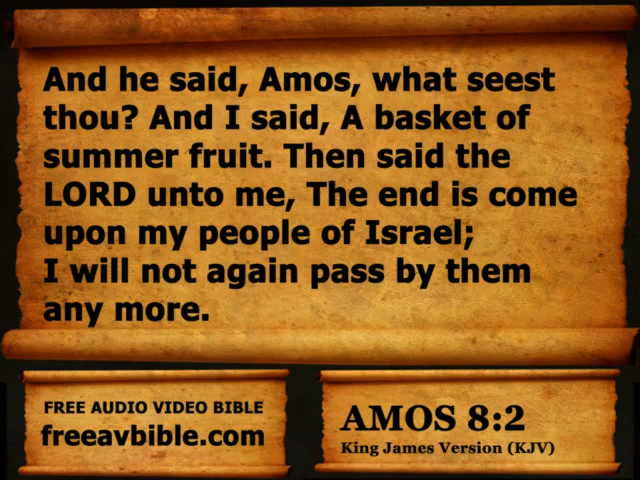 And he said, Amos, what seest
thou? And I said, A basket of
summer fruit. Then said the
LORD unto me, The end is come
upon my people of Israel;
I will not again pass by them
any more.
FREE AUDIO VIDEO BIBLE
freeavbible.com
AMOS 8:2
King James Version (KJV)